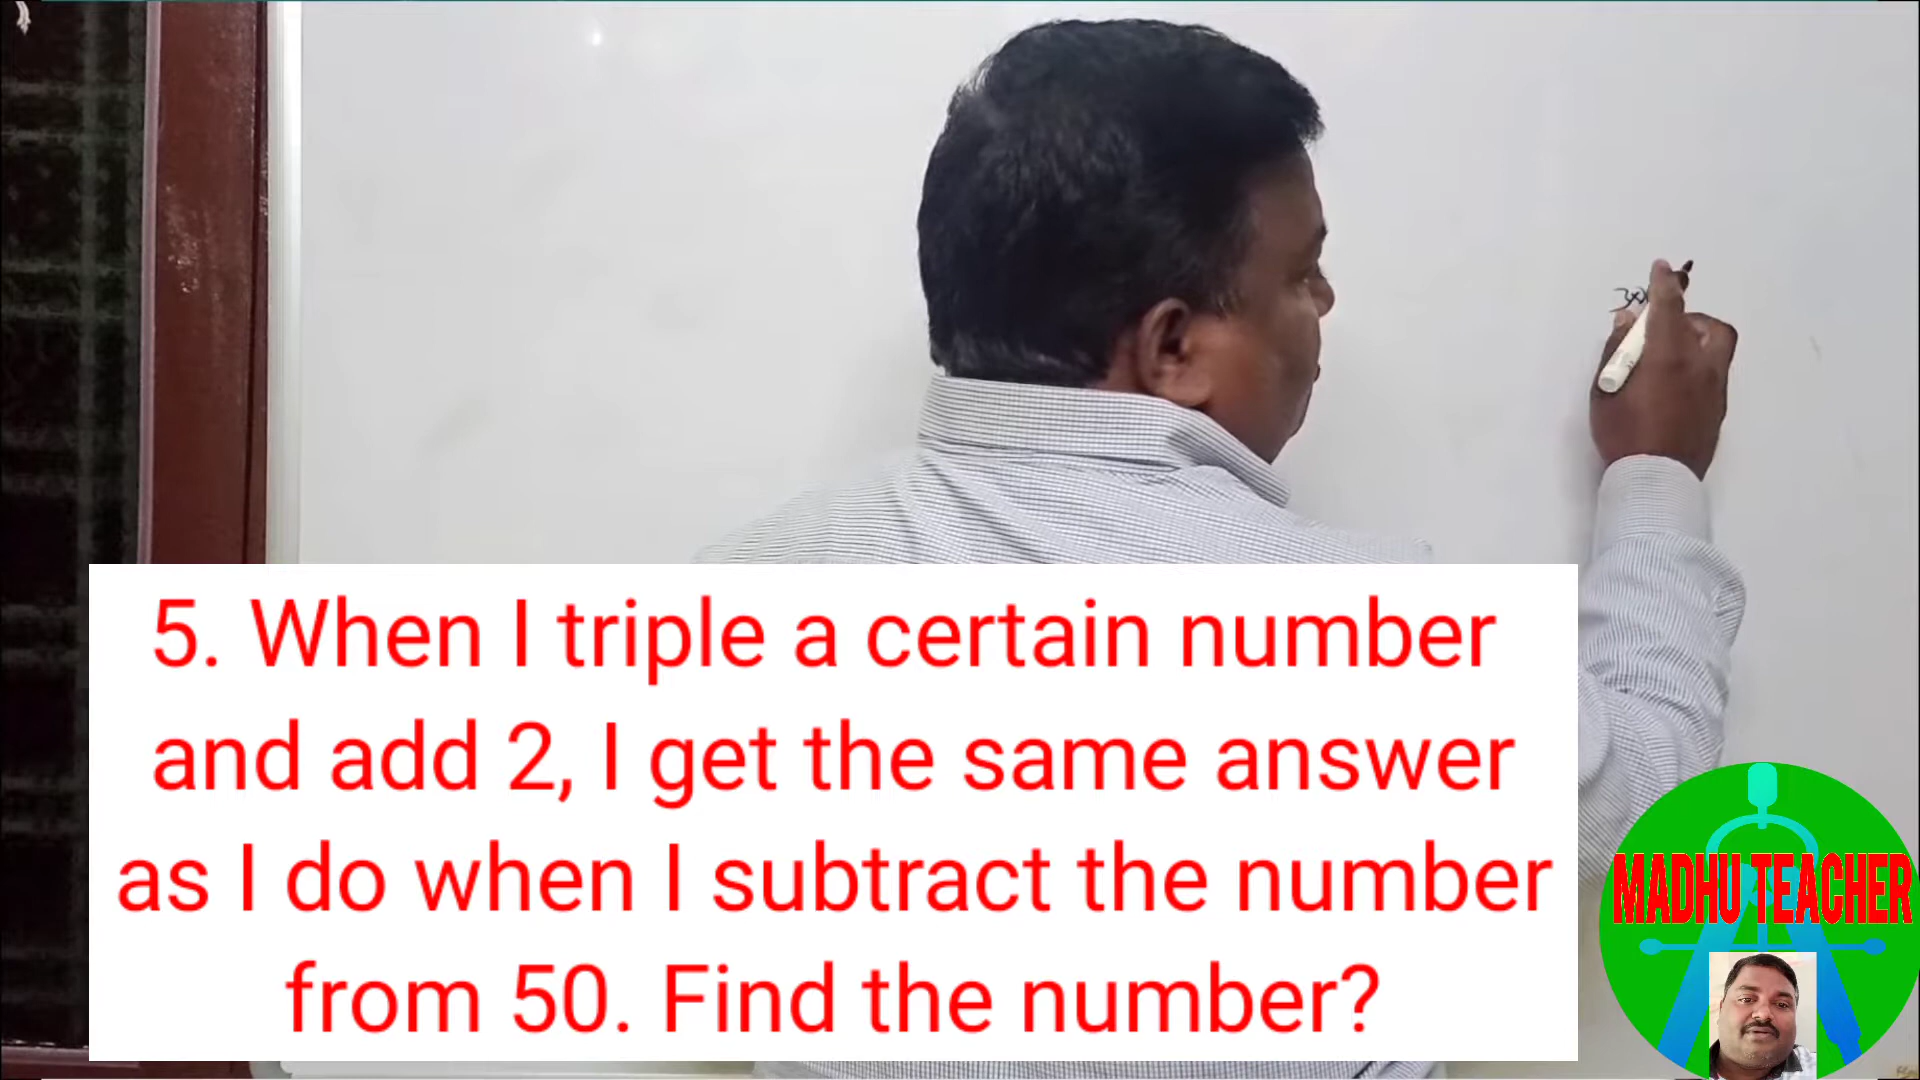 3x
5. When I triple a certain number
and add 2, I get the same answer
as I do when I subtract the number
from 50. Find the number?
MADHU TEACHER